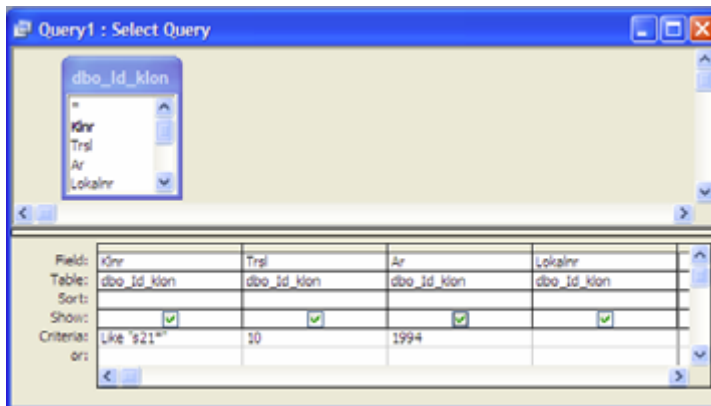 Query1 : Select Query
dbo_Id_klon
*
Klnr
Trsl
Ar
Lokalnr
Field: Klnr Trsl Ar Lokalnr
Table: dbo_Id_klon dbo_Id_klon dbo_Id_klon dbo_Id_klon
Sort:
Show:
Criteria: Like "s21*" 10 1994
or: